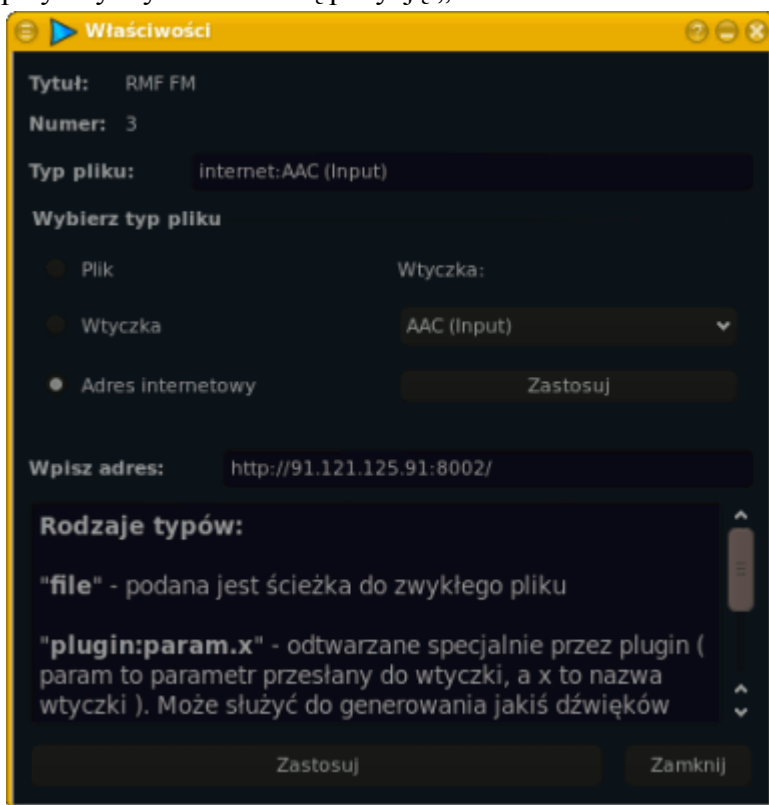 Właściwości
Tytuł: RMF FM
Numer: 3
Typ pliku: internet:AAC (Input)
Wybierz typ pliku
Plik Wtyczka:
Wtyczka AAC (Input)
Adres internetowy Zastosuj
Wpisz adres: http://91.121.125.91:8002/
Rodzaje typów:
"file" - podana jest ścieżka do zwykłego pliku
"plugin:param.x" - odtwarzane specjalnie przez plugin (
param to parametr przesłany do wtyczki, a x to nazwa
wtyczki ). Może służyć do generowania jakiś dźwięków
Zastosuj Zamknij